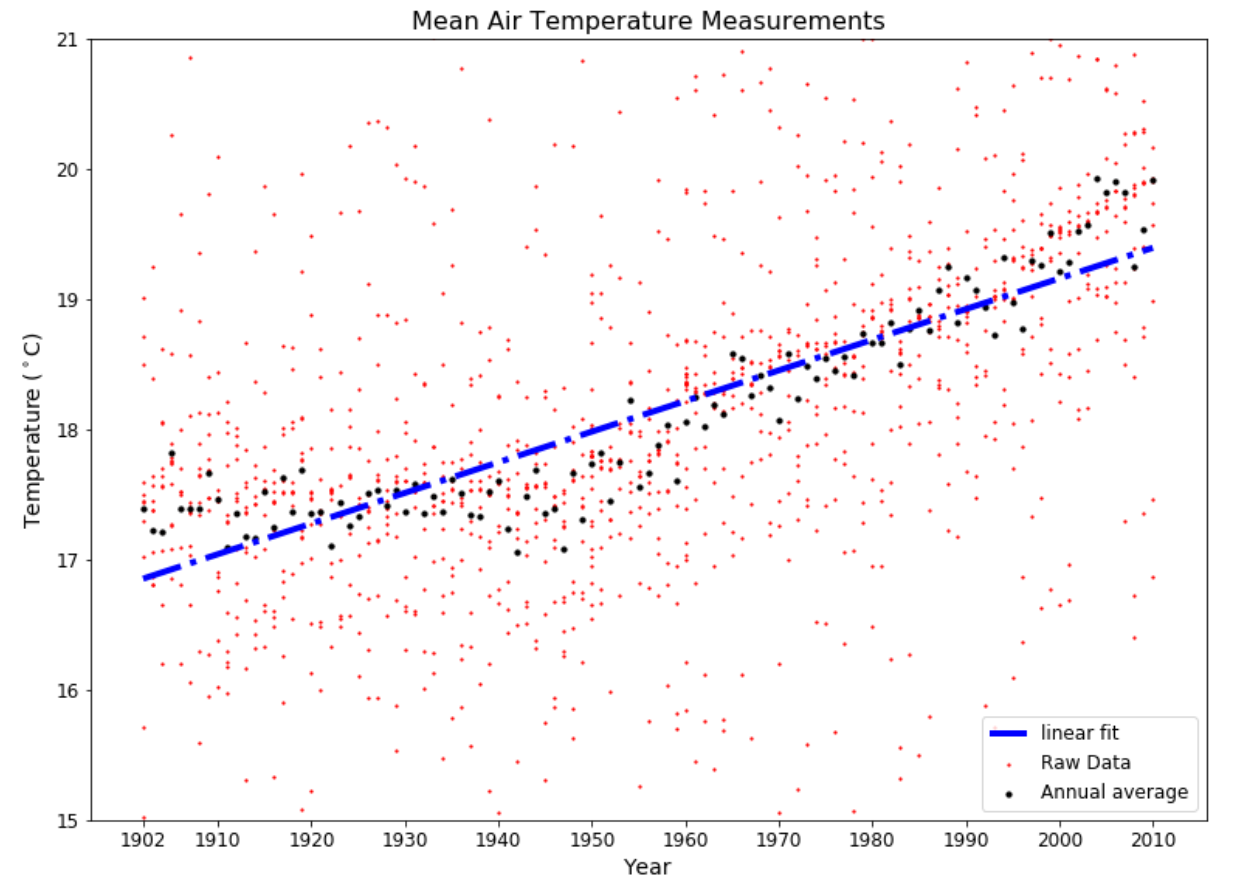 Mean Air Temperature Measurements
21
20
19
18
17
16
15
Temperature ( °C)
1902 1910 1920 1930 1940 1950 1960 1970 1980 1990 2000 2010
Year
linear fit
Raw Data
Annual average